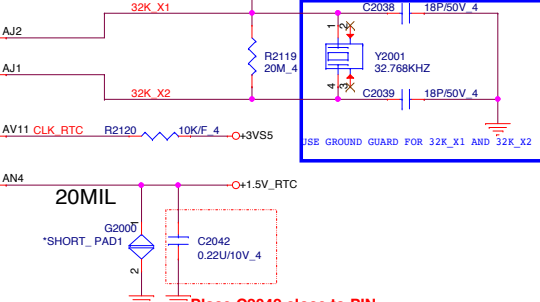 32K_X1
C2038
18P/50V_4
AJ2
1
2
R2119
20M_4
Y2001
32.768KHZ
AJ1
4
3
32K_X2
C2039
18P/50V_4
AV11
CLK_RTC
R2120
10K/F_4
+3VS5
USE GROUND GUARD FOR 32K_X1 AND 32K_X2
AN4
+1.5V_RTC
20MIL
G2000
1
*SHORT_ PAD1
C2042
0.22U/10V_4
2